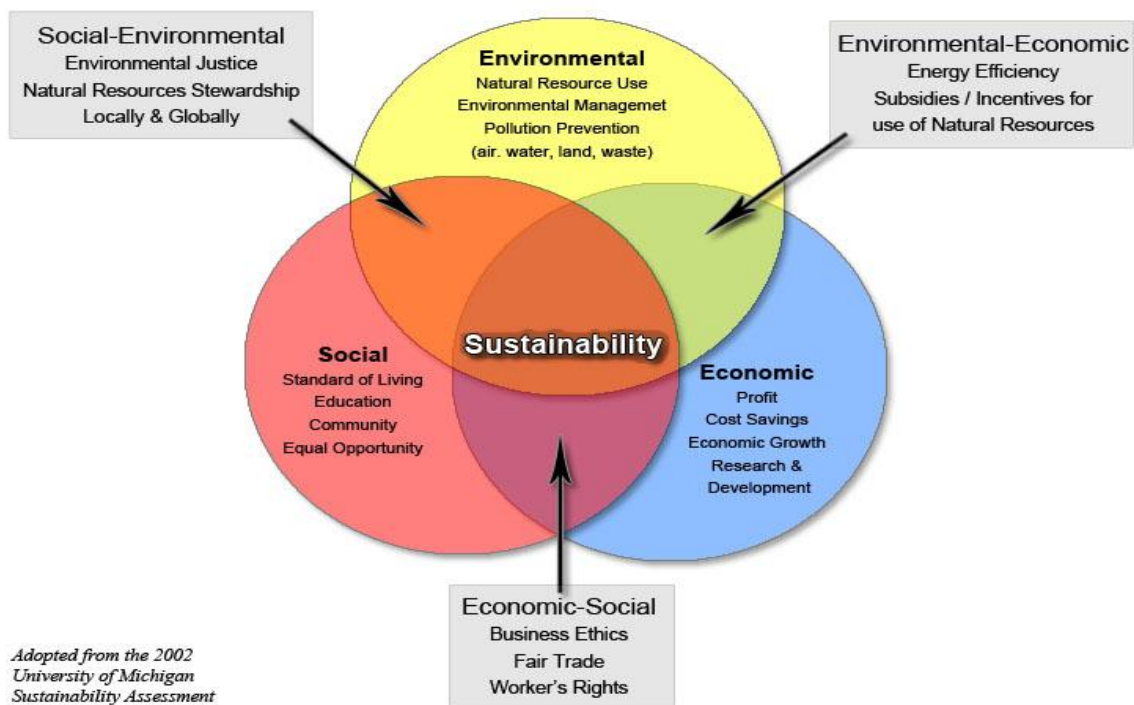 Social-Environmental
Environmental Justice
Natural Resources Stewardship
Locally & Globally
Environmental
Natural Resource Use
Environmental Managemet
Pollution Prevention
(air. water, land, waste)
Environmental-Economic
Energy Efficiency
Subsidies / Incentives for
use of Natural Resources
Sustainability
Social
Standard of Living
Education
Community
Equal Opportunity
Economic
Profit
Cost Savings
Economic Growth
Research &
Development
Economic-Social
Business Ethics
Fair Trade
Worker's Rights
Adopted from the 2002
University of Michigan
Sustainability Assessment